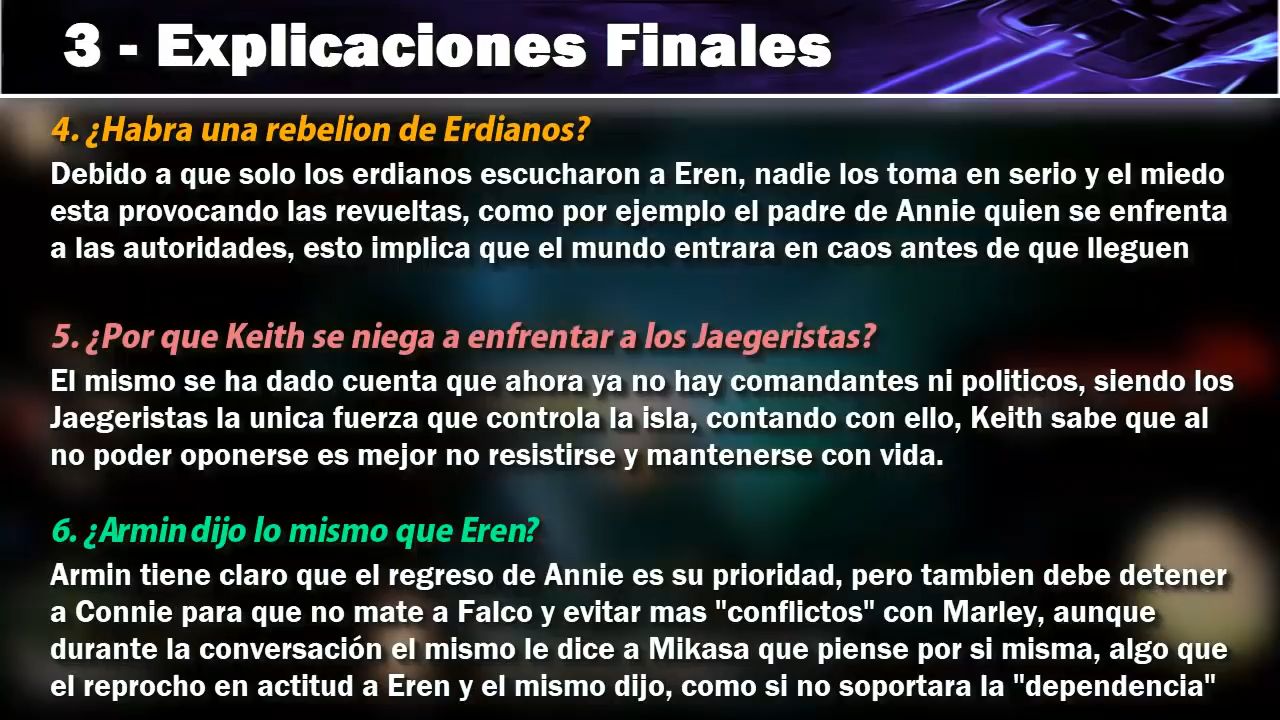 3 - Explicaciones Finales
4. ¿Habra una rebelion de Erdianos?
Debido a que solo los erdianos escucharon a Eren, nadie los toma en serio y el miedo
esta provocando las revueltas, como por ejemplo el padre de Annie quien se enfrenta
a las autoridades, esto implica que el mundo entrara en caos antes de que lleguen
5. ¿Por que Keith se niega a enfrentar a los Jaegeristas?
El mismo se ha dado cuenta que ahora ya no hay comandantes ni politicos, siendo los
Jaegeristas la unica fuerza que controla la isla, contando con ello, Keith sabe que al
no poder oponerse es mejor no resistirse y mantenerse con vida.
6. ¿Armin dijo lo mismo que Eren?
Armin tiene claro que el regreso de Annie es su prioridad, pero tambien debe detener
a Connie para que no mate a Falco y evitar mas "conflictos" con Marley, aunque
durante la conversación el mismo le dice a Mikasa que piense por si misma, algo que
el reprocho en actitud a Eren y el mismo dijo, como si no soportara la "dependencia"